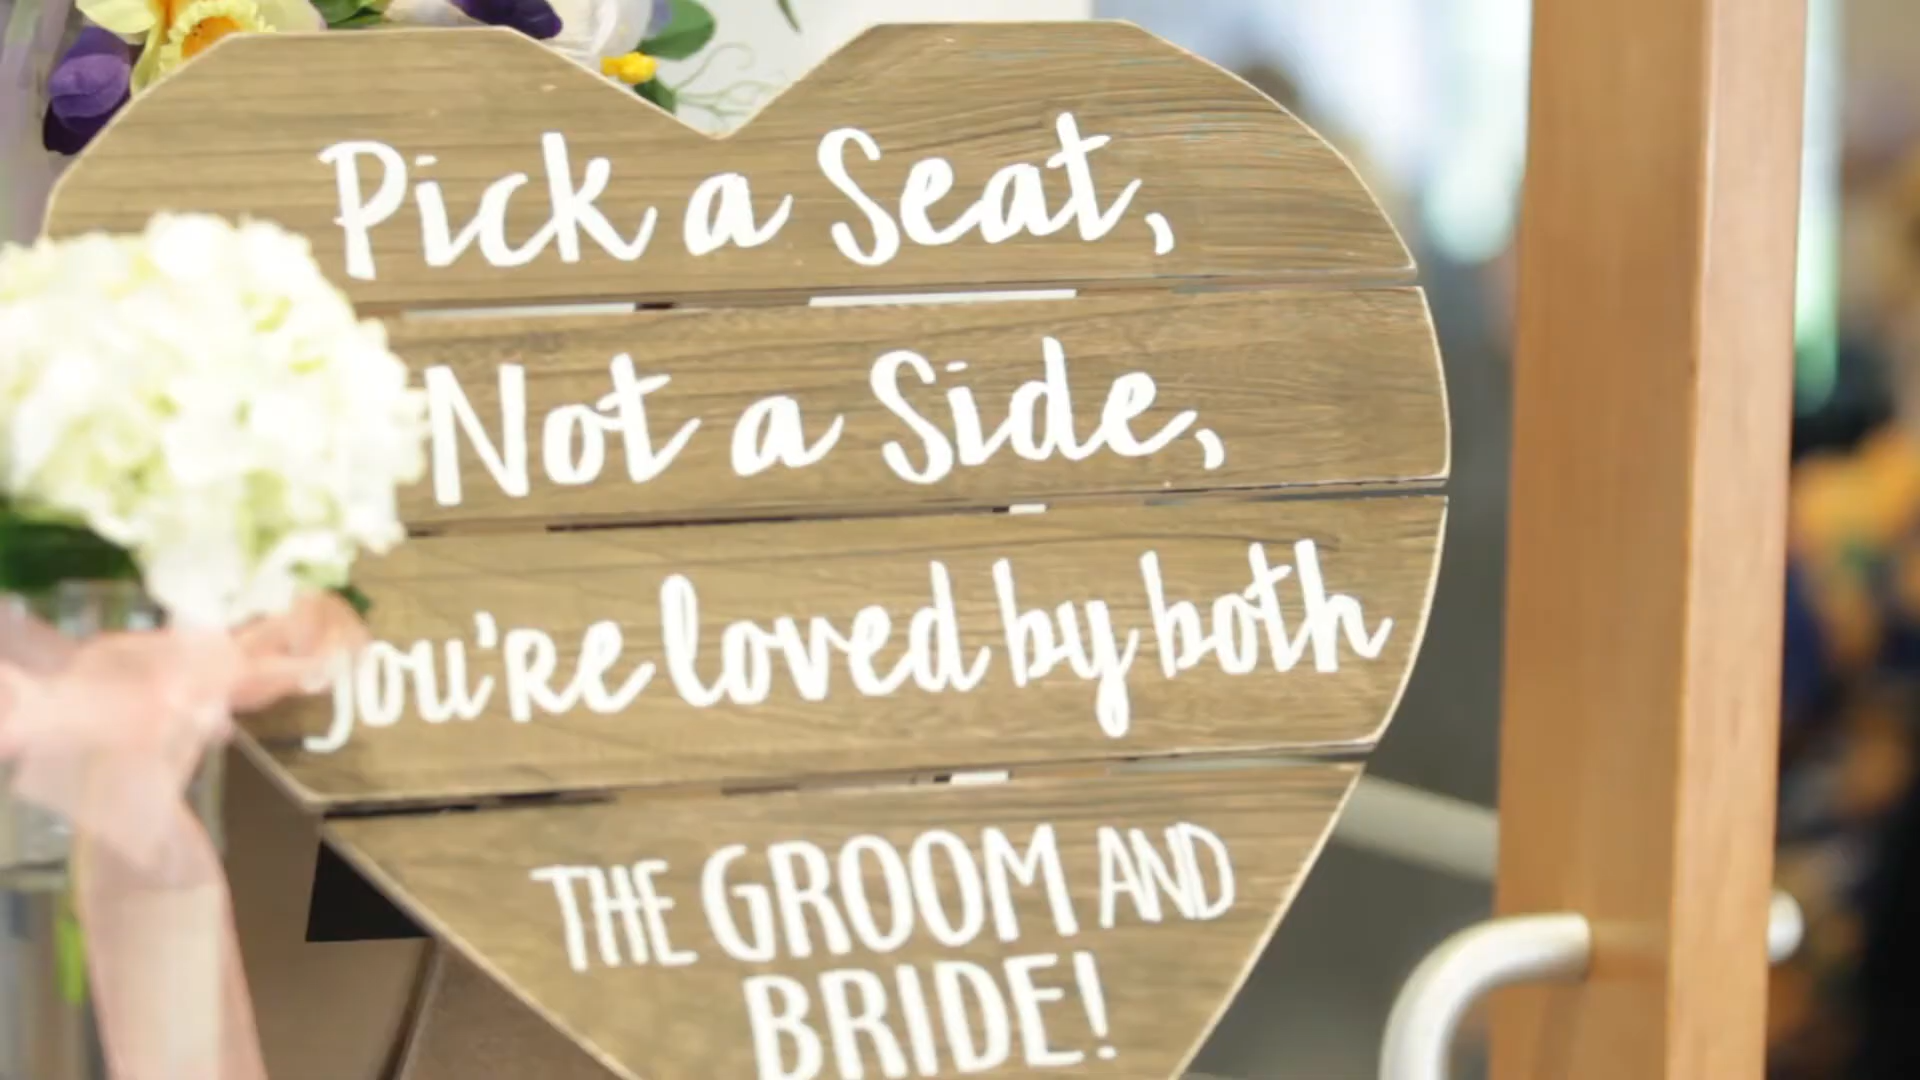 Pick a Seat,
Not a Side,
you're loved by both
THE GROOM AND
BRIDE!